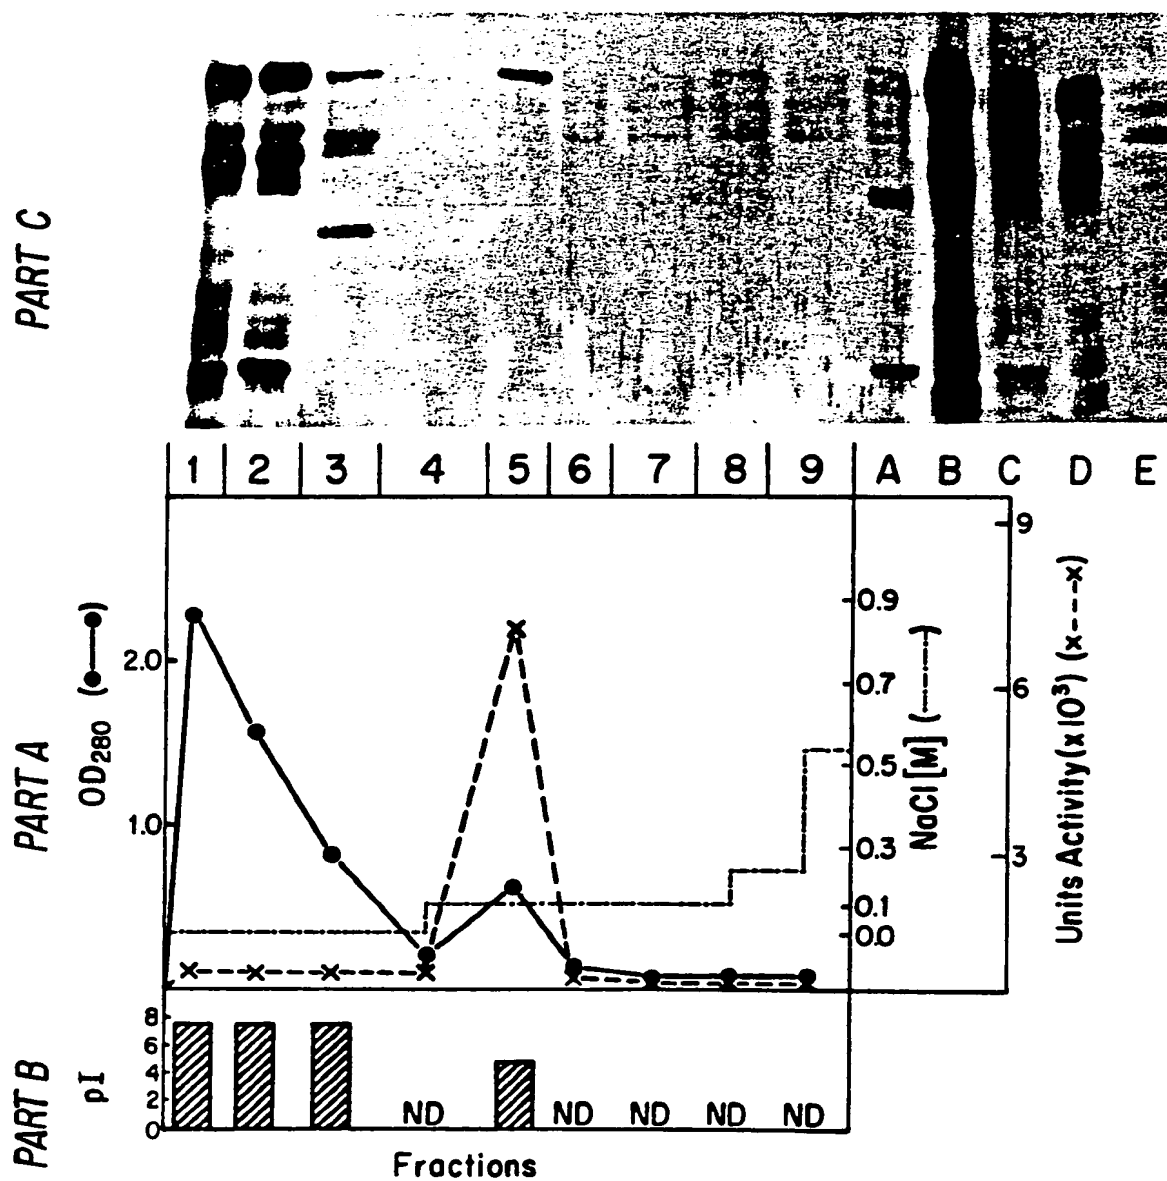 PART C
1 2 3 4 5 6 7 8 9 A B C D E
PART A
OD280 (●—●)
2.0
1.0
0.9
0.7
0.5
0.3
0.1
0.0
NaCl [M] (-··-··-)
9
6
3
Units Activity (x10³) (x---x)
PART B
pI
8
6
4
2
0
ND ND ND ND ND
Fractions